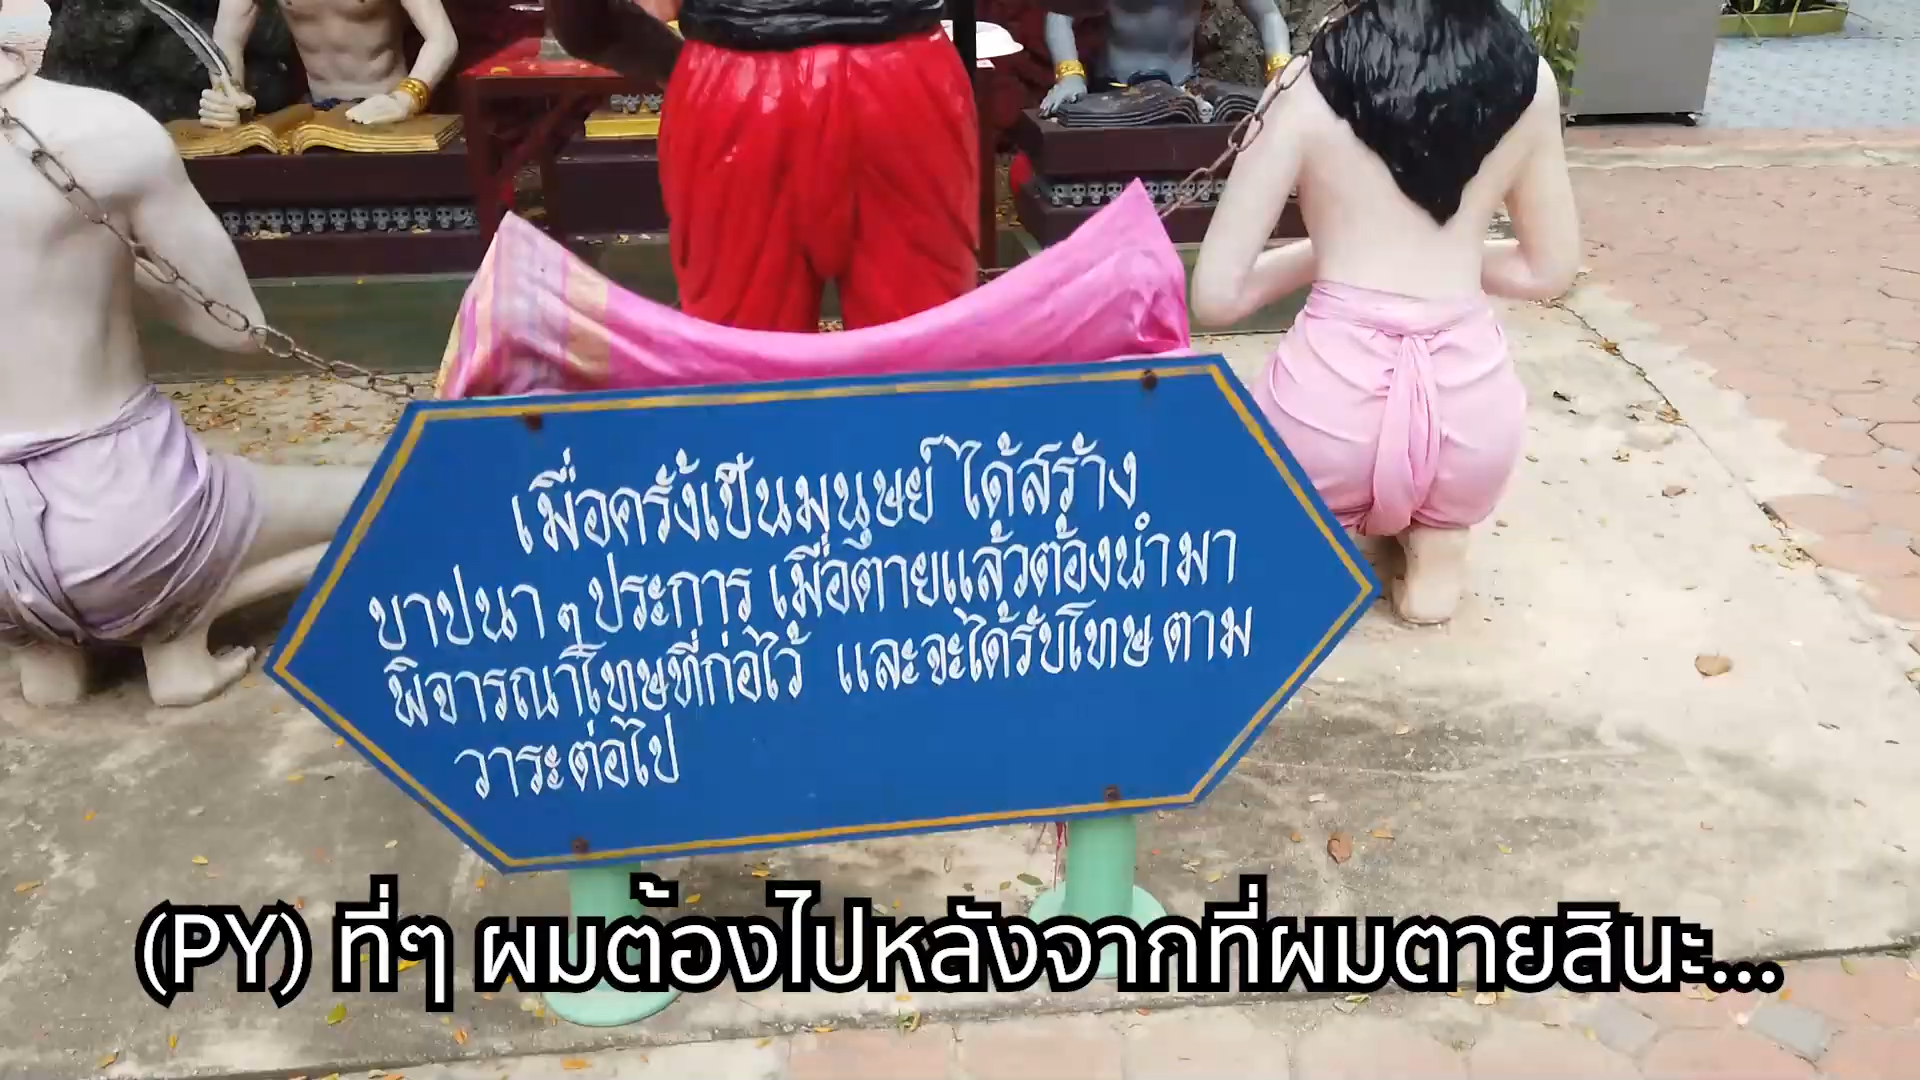 เมื่อครั้งเป็นมนุษย์ ได้สร้าง
บาปนา ๆ ประการ เมื่อตายแล้วต้องนำมา
พิจารณาโทษที่ก่อไว้ และจะได้รับโทษ ตาม
วาระต่อไป
(PY) ที่ๆ ผมต้องไปหลังจากที่ผมตายสินะ...